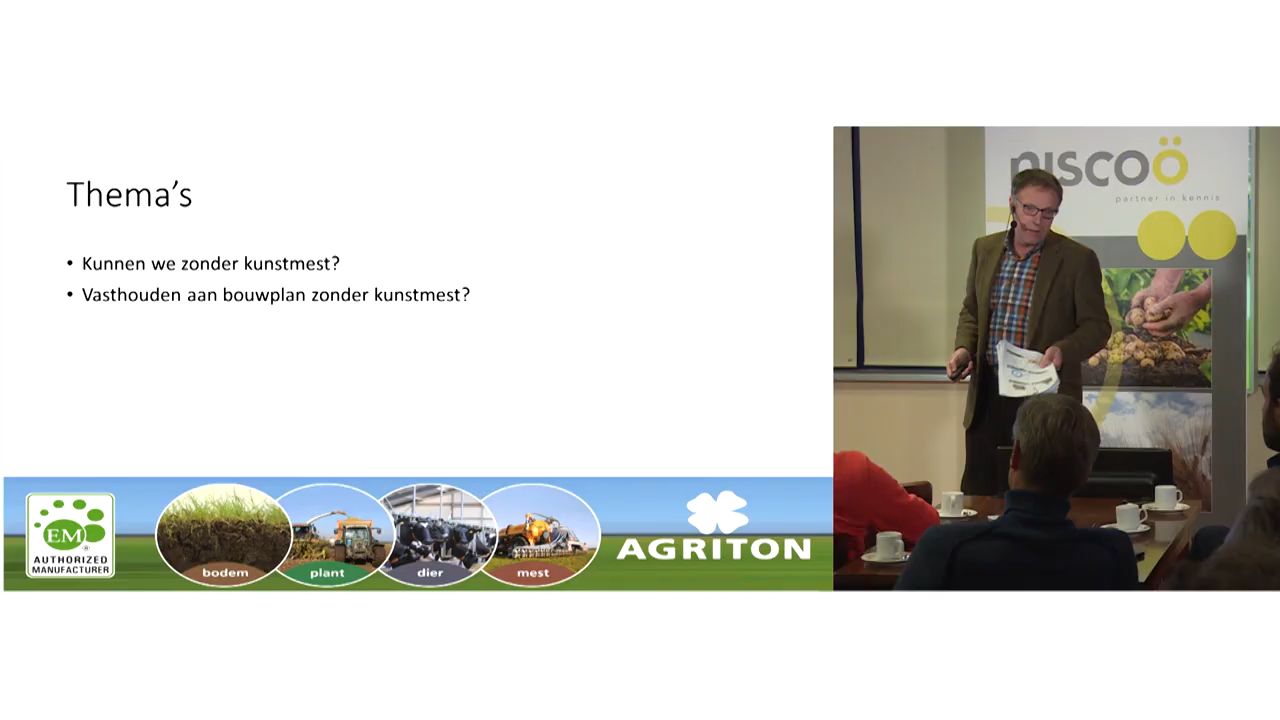 Thema's
• Kunnen we zonder kunstmest?
• Vasthouden aan bouwplan zonder kunstmest?
EM®
AUTHORIZED
MANUFACTURER
bodem
plant
dier
mest
AGRITON
niscoö
partner in kennis